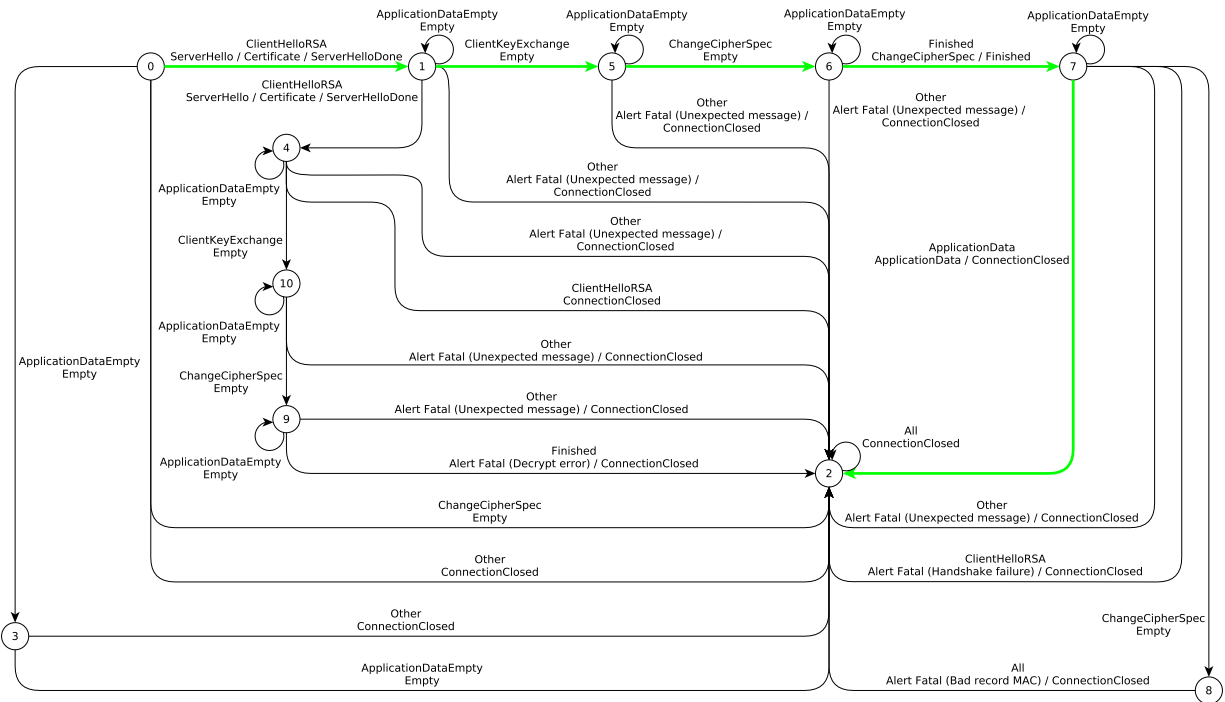 ApplicationDataEmpty
Empty
ApplicationDataEmpty
Empty
ApplicationDataEmpty
Empty
ApplicationDataEmpty
Empty
ClientHelloRSA
ServerHello / Certificate / ServerHelloDone
ClientKeyExchange
Empty
ChangeCipherSpec
Empty
Finished
ChangeCipherSpec / Finished
0
1
5
6
7
ClientHelloRSA
ServerHello / Certificate / ServerHelloDone
Other
Alert Fatal (Unexpected message) /
ConnectionClosed
Other
Alert Fatal (Unexpected message) /
ConnectionClosed
4
ApplicationDataEmpty
Empty
Other
Alert Fatal (Unexpected message) /
ConnectionClosed
Other
Alert Fatal (Unexpected message) /
ConnectionClosed
ClientKeyExchange
Empty
ApplicationData
ApplicationData / ConnectionClosed
10
ClientHelloRSA
ConnectionClosed
ApplicationDataEmpty
Empty
Other
Alert Fatal (Unexpected message) / ConnectionClosed
ApplicationDataEmpty
Empty
ChangeCipherSpec
Empty
Other
Alert Fatal (Unexpected message) / ConnectionClosed
9
All
ConnectionClosed
ApplicationDataEmpty
Empty
Finished
Alert Fatal (Decrypt error) / ConnectionClosed
2
ChangeCipherSpec
Empty
Other
Alert Fatal (Unexpected message) / ConnectionClosed
Other
ConnectionClosed
ClientHelloRSA
Alert Fatal (Handshake failure) / ConnectionClosed
3
Other
ConnectionClosed
ChangeCipherSpec
Empty
ApplicationDataEmpty
Empty
All
Alert Fatal (Bad record MAC) / ConnectionClosed
8